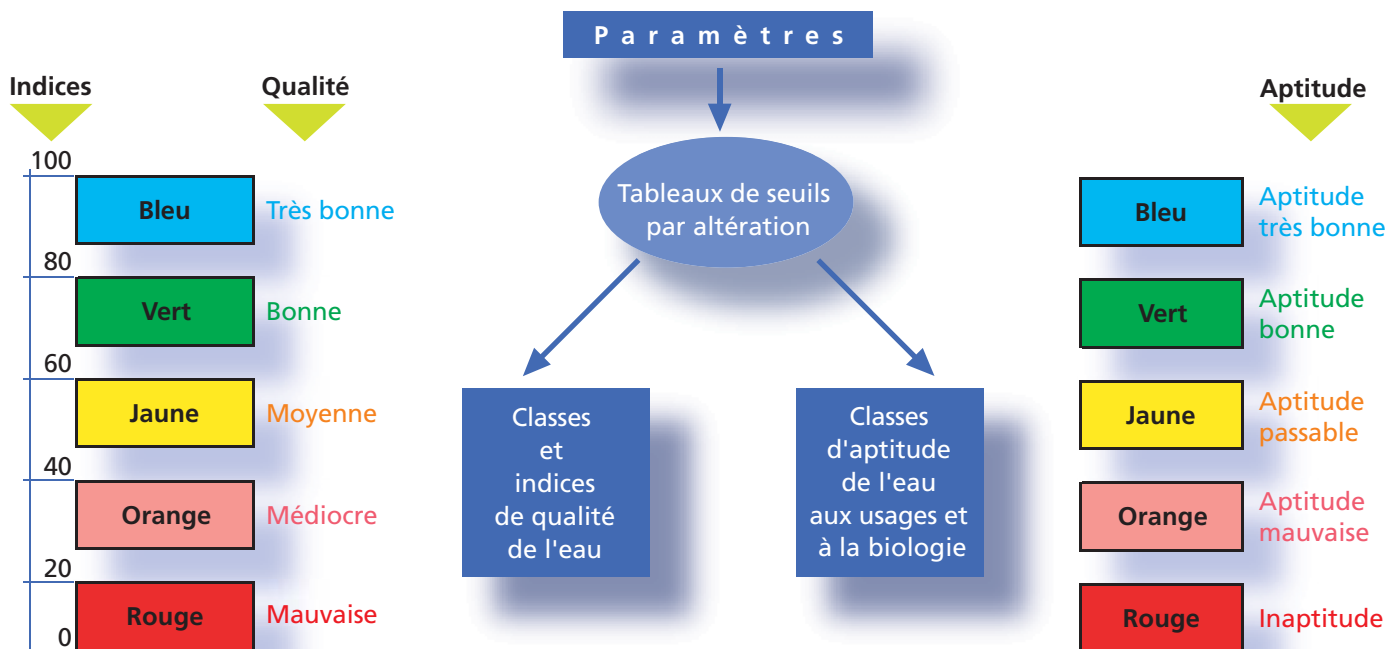 Paramètres
Indices
Qualité
Aptitude
100
80
60
40
20
0
Bleu
Très bonne
Vert
Bonne
Jaune
Moyenne
Orange
Médiocre
Rouge
Mauvaise
Tableaux de seuils
par altération
Classes
et
indices
de qualité
de l'eau
Classes
d'aptitude
de l'eau
aux usages et
à la biologie
Bleu
Aptitude
très bonne
Vert
Aptitude
bonne
Jaune
Aptitude
passable
Orange
Aptitude
mauvaise
Rouge
Inaptitude